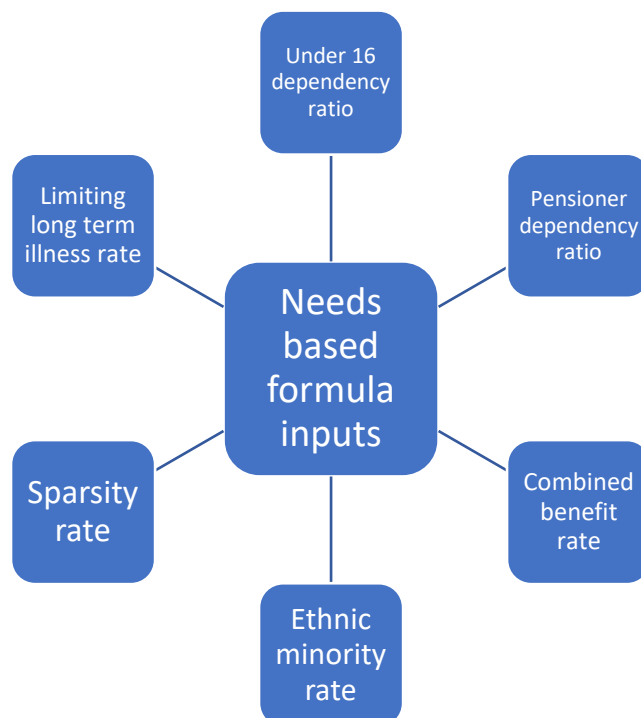 Under 16
dependency
ratio
Limiting
long term
illness rate
Pensioner
dependency
ratio
Needs
based
formula
inputs
Sparsity
rate
Combined
benefit
rate
Ethnic
minority
rate